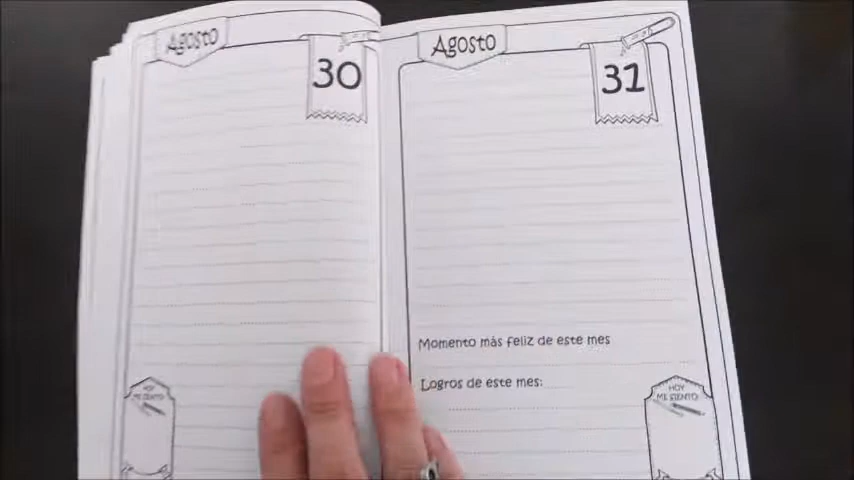 Agosto
30
HOY
ME SIENTO
Agosto
31
Momento más feliz de este mes
Logros de este mes:
HOY
ME SIENTO